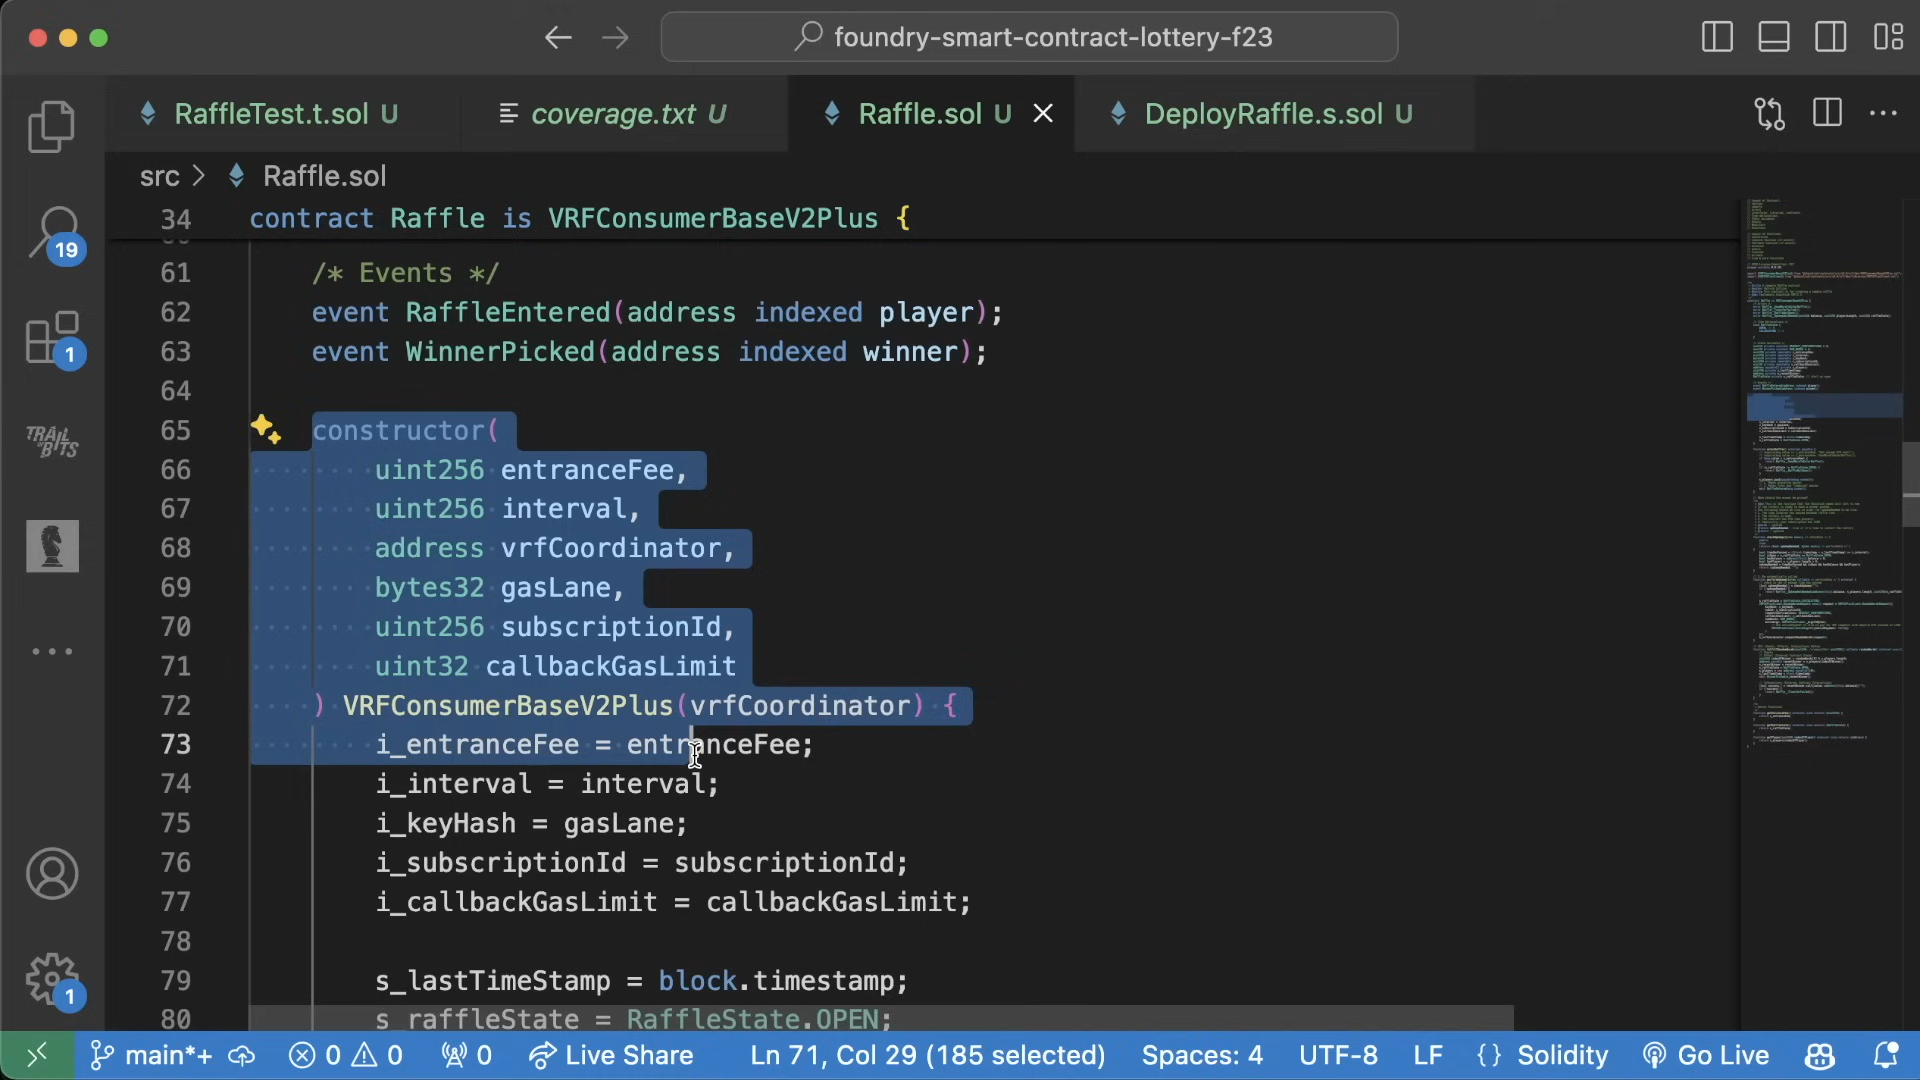 foundry-smart-contract-lottery-f23
RaffleTest.t.sol U
coverage.txt U
Raffle.sol U
DeployRaffle.s.sol U
src > Raffle.sol
34 contract Raffle is VRFConsumerBaseV2Plus {
61 /* Events */
62 event RaffleEntered(address indexed player);
63 event WinnerPicked(address indexed winner);
64
65 constructor(
66 uint256 entranceFee,
67 uint256 interval,
68 address vrfCoordinator,
69 bytes32 gasLane,
70 uint256 subscriptionId,
71 uint32 callbackGasLimit
72 ) VRFConsumerBaseV2Plus(vrfCoordinator) {
73 i_entranceFee = entranceFee;
74 i_interval = interval;
75 i_keyHash = gasLane;
76 i_subscriptionId = subscriptionId;
77 i_callbackGasLimit = callbackGasLimit;
78
79 s_lastTimeStamp = block.timestamp;
80 s_raffleState = RaffleState.OPEN;
19
1
TRAIL OF BITS
1
main*+ 0 0 0 Live Share Ln 71, Col 29 (185 selected) Spaces: 4 UTF-8 LF {} Solidity Go Live